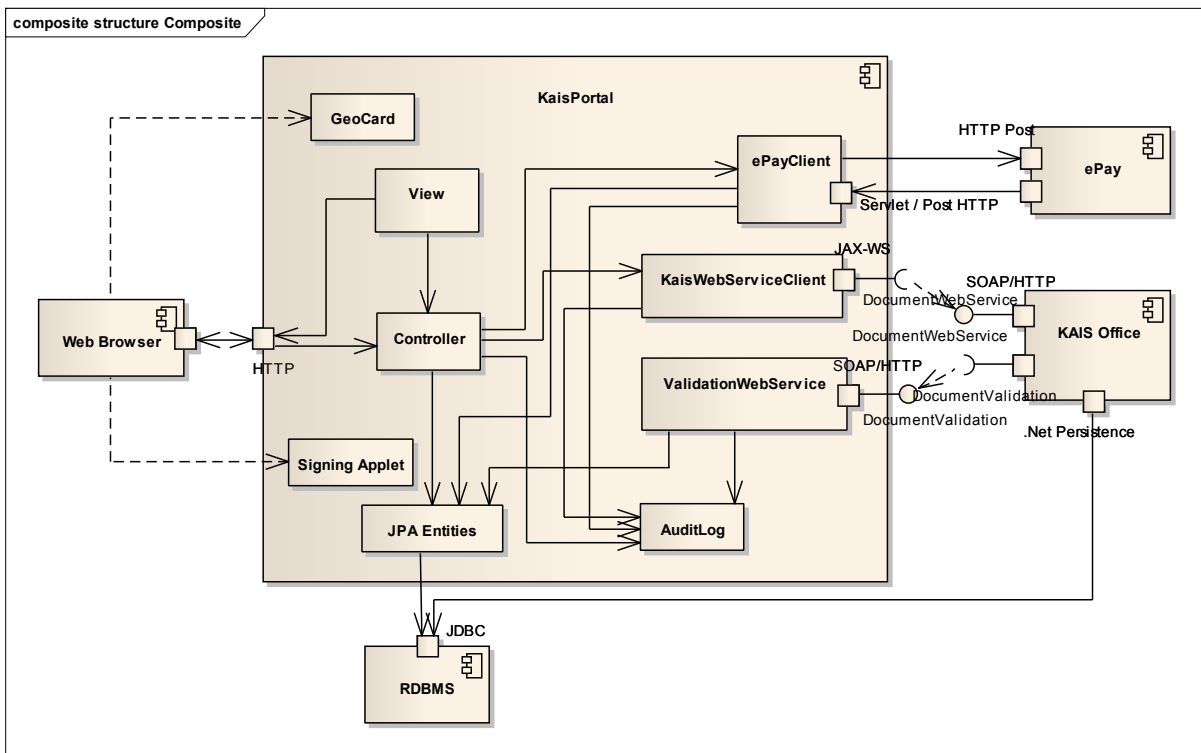 composite structure Composite
KaisPortal
GeoCard
HTTP Post
ePayClient
ePay
View
Servlet / Post HTTP
JAX-WS
KaisWebServiceClient
SOAP/HTTP
DocumentWebService
DocumentWebService
KAIS Office
Web Browser
Controller
HTTP
SOAP/HTTP
ValidationWebService
DocumentValidation
DocumentValidation
.Net Persistence
Signing Applet
JPA Entities
AuditLog
JDBC
RDBMS